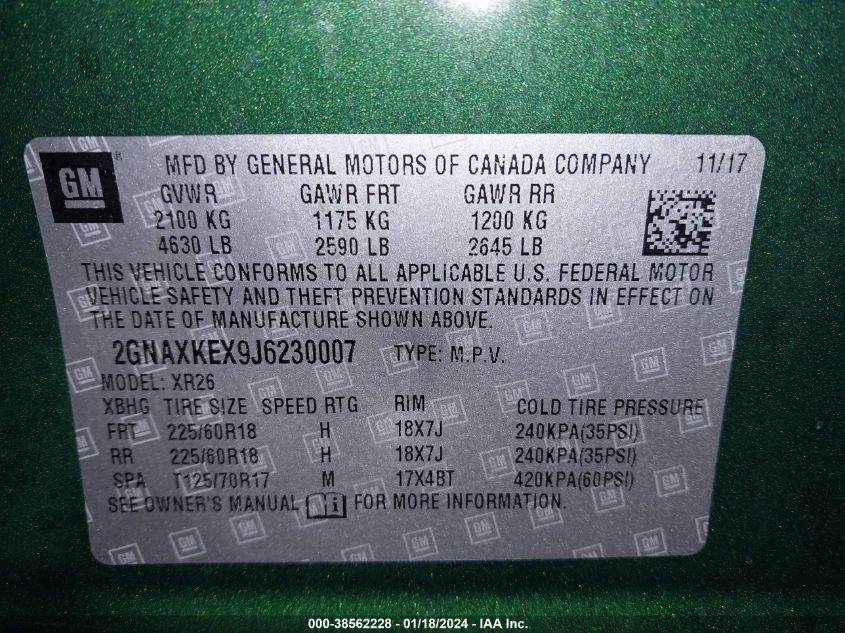 GM
MFD BY GENERAL MOTORS OF CANADA COMPANY 11/17
GVWR GAWR FRT GAWR RR
2100 KG 1175 KG 1200 KG
4630 LB 2590 LB 2645 LB
THIS VEHICLE CONFORMS TO ALL APPLICABLE U.S. FEDERAL MOTOR
VEHICLE SAFETY AND THEFT PREVENTION STANDARDS IN EFFECT ON
THE DATE OF MANUFACTURE SHOWN ABOVE.
2GNAXKEX9J6230007 TYPE: M.P.V.
MODEL: XR26
XBHG TIRE SIZE SPEED RTG RIM COLD TIRE PRESSURE
FRT 225/60R18 H 18X7J 240KPA(35PSI)
RR 225/60R18 H 18X7J 240KPA(35PSI)
SPA T125/70R17 M 17X4BT 420KPA(60PSI)
SEE OWNER'S MANUAL i FOR MORE INFORMATION.
000-38562228 - 01/18/2024 - IAA Inc.